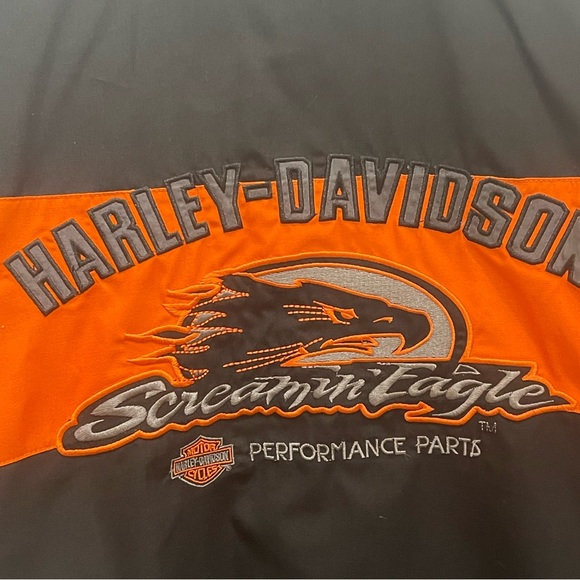 HARLEY-DAVIDSON
Screamin' Eagle
TM
MOTOR
HARLEY-DAVIDSON
CYCLES
PERFORMANCE PARTS